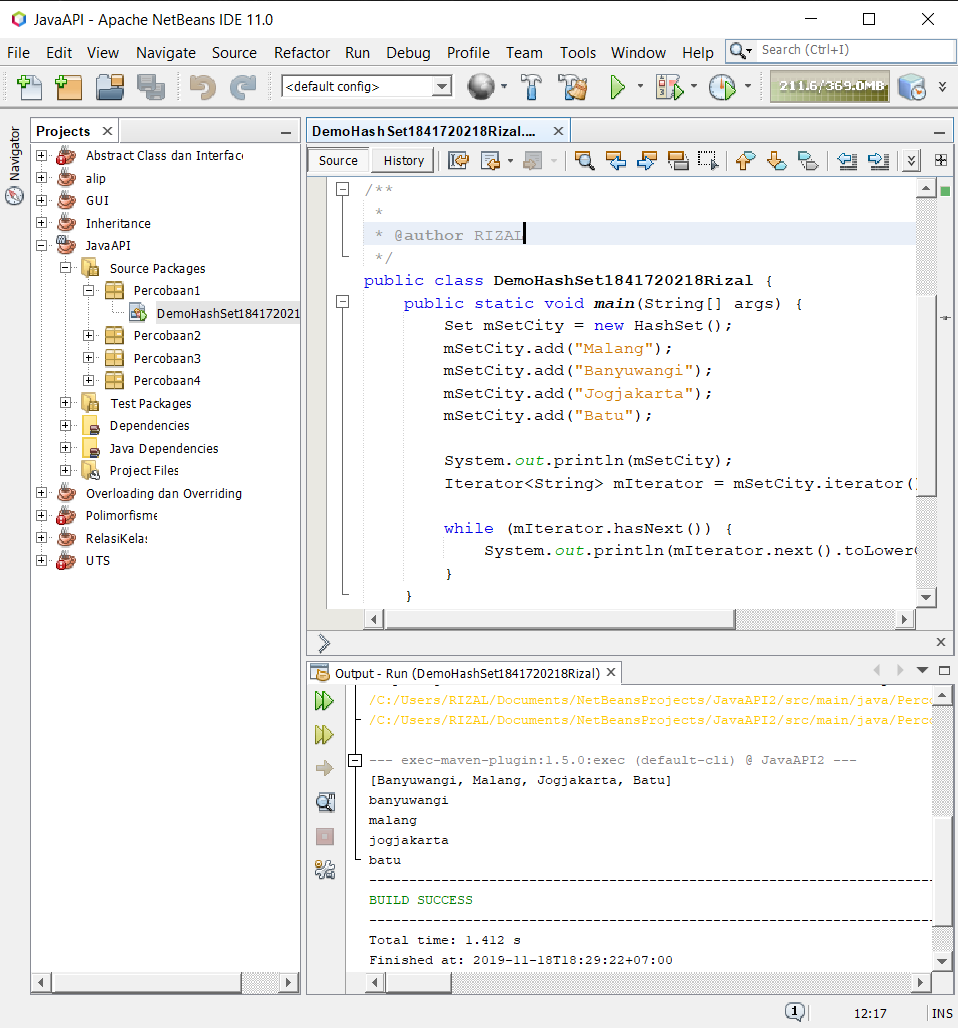 JavaAPI - Apache NetBeans IDE 11.0
File Edit View Navigate Source Refactor Run Debug Profile Team Tools Window Help Search (Ctrl+I)
<default config> 211.6/369.0MB
Navigator
Projects
Abstract Class dan Interface
alip
GUI
Inheritance
JavaAPI
Source Packages
Percobaan1
DemoHashSet184172021
Percobaan2
Percobaan3
Percobaan4
Test Packages
Dependencies
Java Dependencies
Project Files
Overloading dan Overriding
Polimorfisme
RelasiKelas
UTS
DemoHashSet1841720218Rizal....
Source History
/**
*
* @author RIZAL
*/
public class DemoHashSet1841720218Rizal {
public static void main(String[] args) {
Set mSetCity = new HashSet();
mSetCity.add("Malang");
mSetCity.add("Banyuwangi");
mSetCity.add("Jogjakarta");
mSetCity.add("Batu");
System.out.println(mSetCity);
Iterator<String> mIterator = mSetCity.iterator()
while (mIterator.hasNext()) {
System.out.println(mIterator.next().toLowerC
}
}
Output - Run (DemoHashSet1841720218Rizal)
/C:/Users/RIZAL/Documents/NetBeansProjects/JavaAPI2/src/main/java/Perco
/C:/Users/RIZAL/Documents/NetBeansProjects/JavaAPI2/src/main/java/Perco
--- exec-maven-plugin:1.5.0:exec (default-cli) @ JavaAPI2 ---
[Banyuwangi, Malang, Jogjakarta, Batu]
banyuwangi
malang
jogjakarta
batu
------------------------------------------------------------------------
BUILD SUCCESS
------------------------------------------------------------------------
Total time: 1.412 s
Finished at: 2019-11-18T18:29:22+07:00
12:17 INS